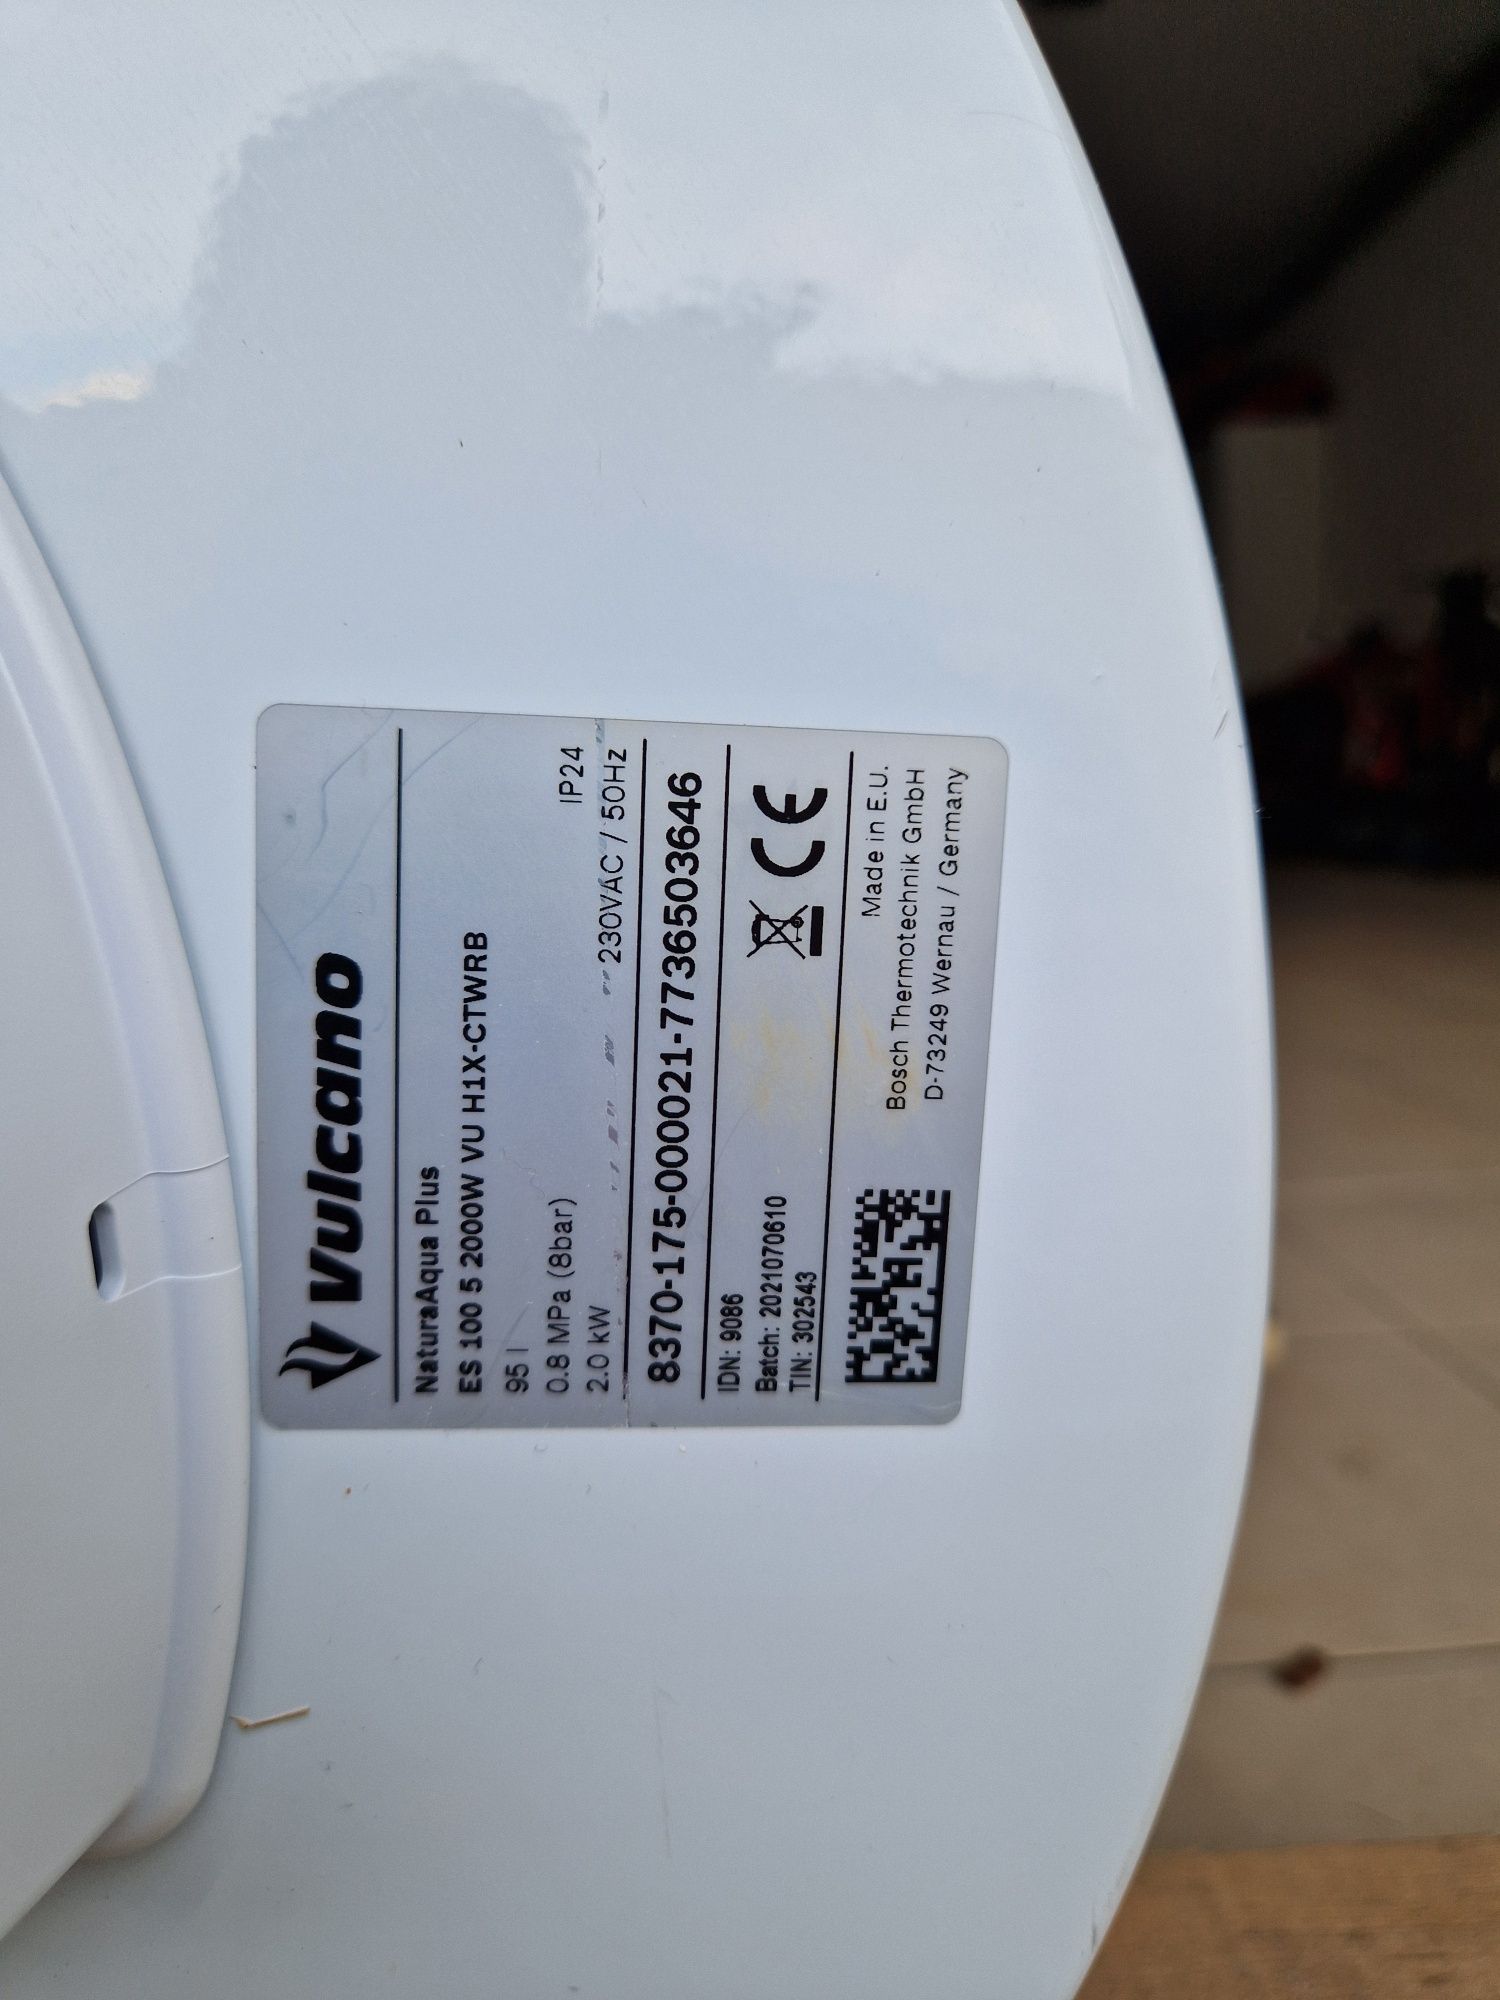 Vulcano
NaturaAqua Plus
ES 100 5 2000W VU H1X-CTWRB
95 l
0.8 MPa (8bar) IP24
2.0 kW 230VAC / 50Hz
8370-175-000021-7736503646
IDN: 9086
Batch: 2021070610
TIN: 302543
CE
Made in E.U.
Bosch Thermotechnik GmbH
D-73249 Wernau / Germany